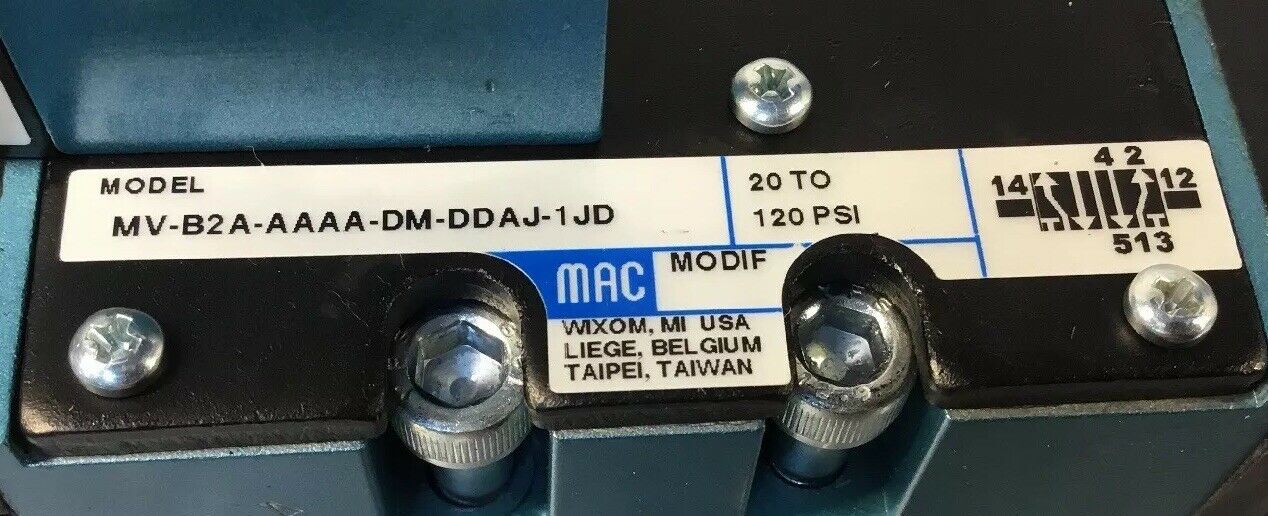 MODEL
MV-B2A-AAAA-DM-DDAJ-1JD
20 TO
120 PSI
4 2
14
12
513
MAC
MODIF
WIXOM, MI USA
LIEGE, BELGIUM
TAIPEI, TAIWAN